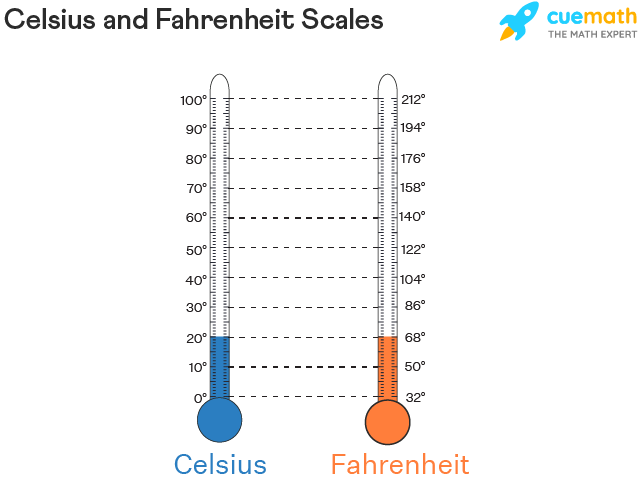 Celsius and Fahrenheit Scales
cuemath
THE MATH EXPERT
100° 212°
90° 194°
80° 176°
70° 158°
60° 140°
50° 122°
40° 104°
30° 86°
20° 68°
10° 50°
0° 32°
Celsius Fahrenheit